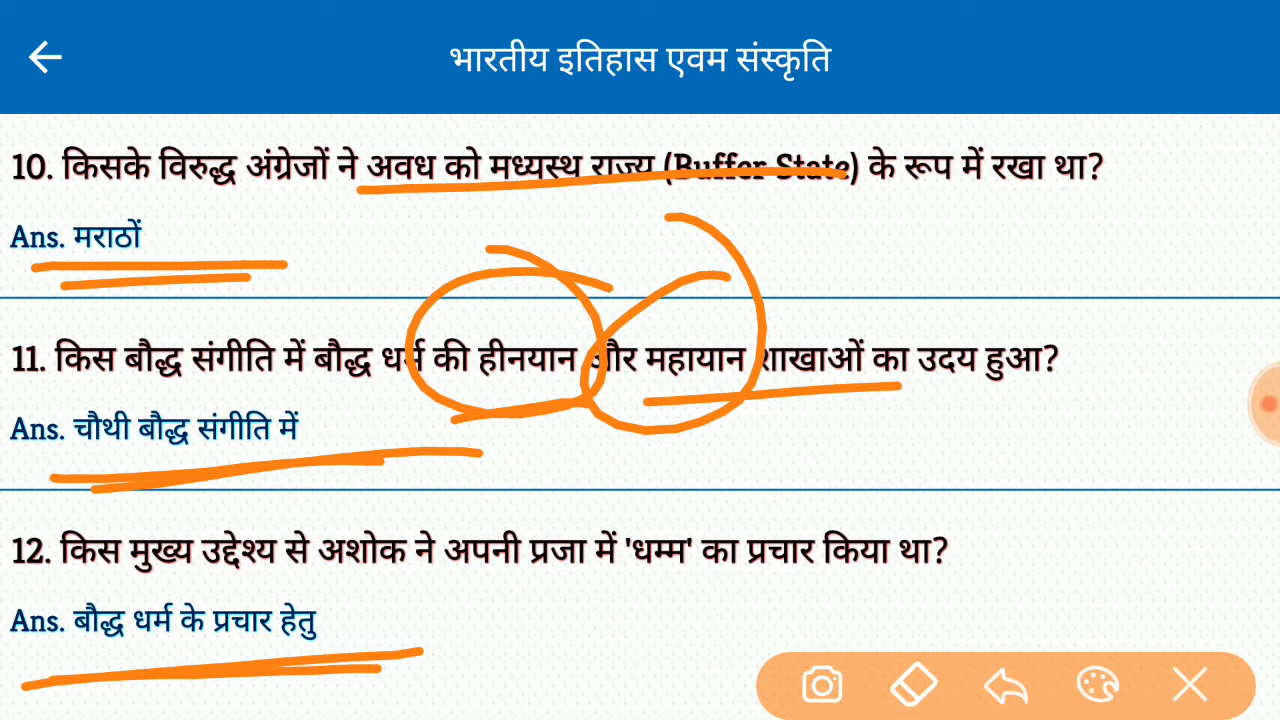 भारतीय इतिहास एवम संस्कृति
10. किसके विरुद्ध अंग्रेजों ने अवध को मध्यस्थ राज्य (Buffer State) के रूप में रखा था?
Ans. मराठों
11. किस बौद्ध संगीति में बौद्ध धर्म की हीनयान और महायान शाखाओं का उदय हुआ?
Ans. चौथी बौद्ध संगीति में
12. किस मुख्य उद्देश्य से अशोक ने अपनी प्रजा में 'धम्म' का प्रचार किया था?
Ans. बौद्ध धर्म के प्रचार हेतु